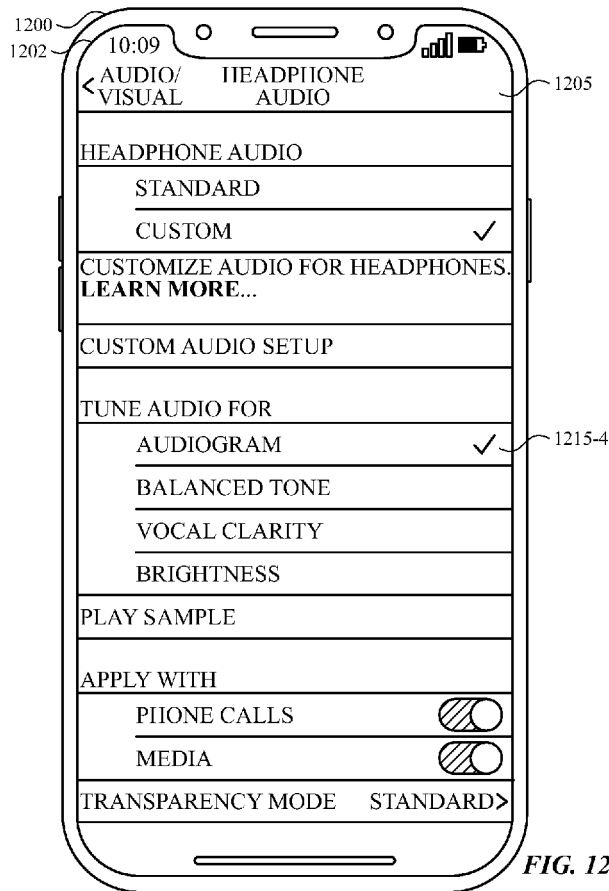 1200
1202
10:09
AUDIO/ HEADPHONE
VISUAL AUDIO
1205
HEADPHONE AUDIO
STANDARD
CUSTOM
CUSTOMIZE AUDIO FOR HEADPHONES.
LEARN MORE...
CUSTOM AUDIO SETUP
TUNE AUDIO FOR
AUDIOGRAM
1215-4
BALANCED TONE
VOCAL CLARITY
BRIGHTNESS
PLAY SAMPLE
APPLY WITH
PHONE CALLS
MEDIA
TRANSPARENCY MODE STANDARD>
FIG. 12